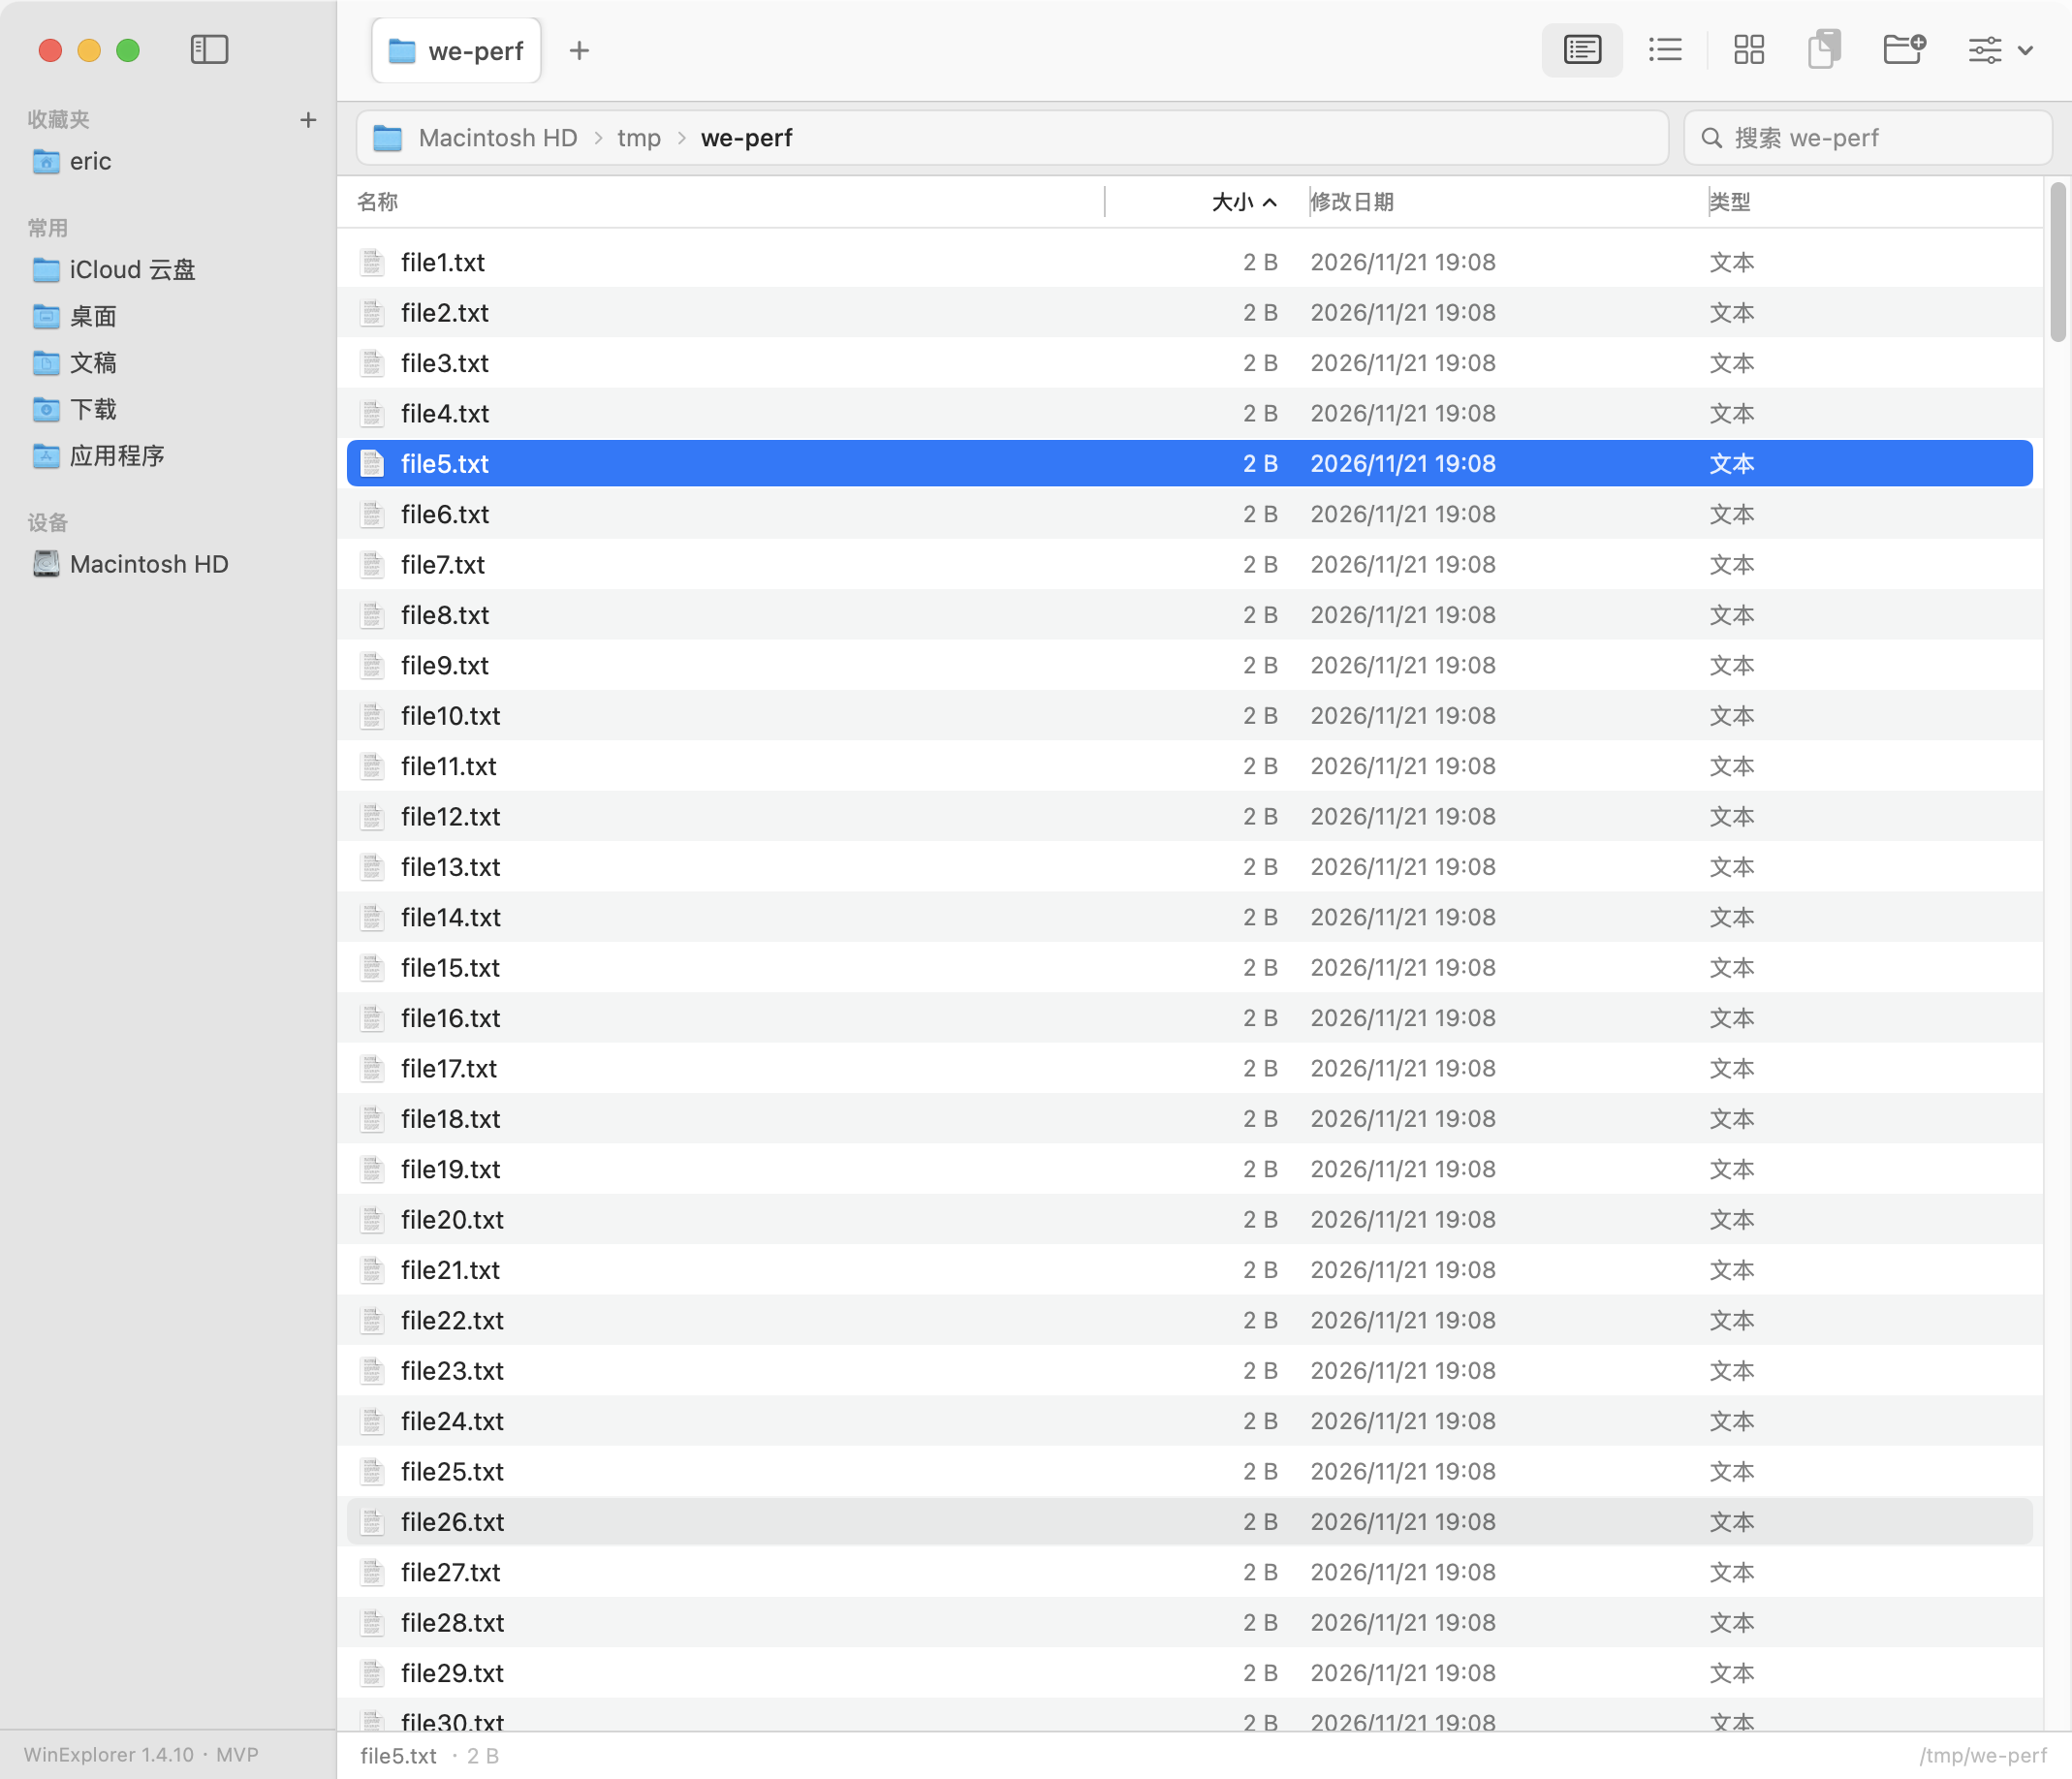 we-perf
收藏夹
eric
常用
iCloud 云盘
桌面
文稿
下载
应用程序
设备
Macintosh HD
WinExplorer 1.4.10 · MVP
Macintosh HD › tmp › we-perf
搜索 we-perf
名称 大小 修改日期 类型
file1.txt 2 B 2026/11/21 19:08 文本
file2.txt 2 B 2026/11/21 19:08 文本
file3.txt 2 B 2026/11/21 19:08 文本
file4.txt 2 B 2026/11/21 19:08 文本
file5.txt 2 B 2026/11/21 19:08 文本
file6.txt 2 B 2026/11/21 19:08 文本
file7.txt 2 B 2026/11/21 19:08 文本
file8.txt 2 B 2026/11/21 19:08 文本
file9.txt 2 B 2026/11/21 19:08 文本
file10.txt 2 B 2026/11/21 19:08 文本
file11.txt 2 B 2026/11/21 19:08 文本
file12.txt 2 B 2026/11/21 19:08 文本
file13.txt 2 B 2026/11/21 19:08 文本
file14.txt 2 B 2026/11/21 19:08 文本
file15.txt 2 B 2026/11/21 19:08 文本
file16.txt 2 B 2026/11/21 19:08 文本
file17.txt 2 B 2026/11/21 19:08 文本
file18.txt 2 B 2026/11/21 19:08 文本
file19.txt 2 B 2026/11/21 19:08 文本
file20.txt 2 B 2026/11/21 19:08 文本
file21.txt 2 B 2026/11/21 19:08 文本
file22.txt 2 B 2026/11/21 19:08 文本
file23.txt 2 B 2026/11/21 19:08 文本
file24.txt 2 B 2026/11/21 19:08 文本
file25.txt 2 B 2026/11/21 19:08 文本
file26.txt 2 B 2026/11/21 19:08 文本
file27.txt 2 B 2026/11/21 19:08 文本
file28.txt 2 B 2026/11/21 19:08 文本
file29.txt 2 B 2026/11/21 19:08 文本
file30.txt 2 B 2026/11/21 19:08 文本
file5.txt · 2 B
/tmp/we-perf